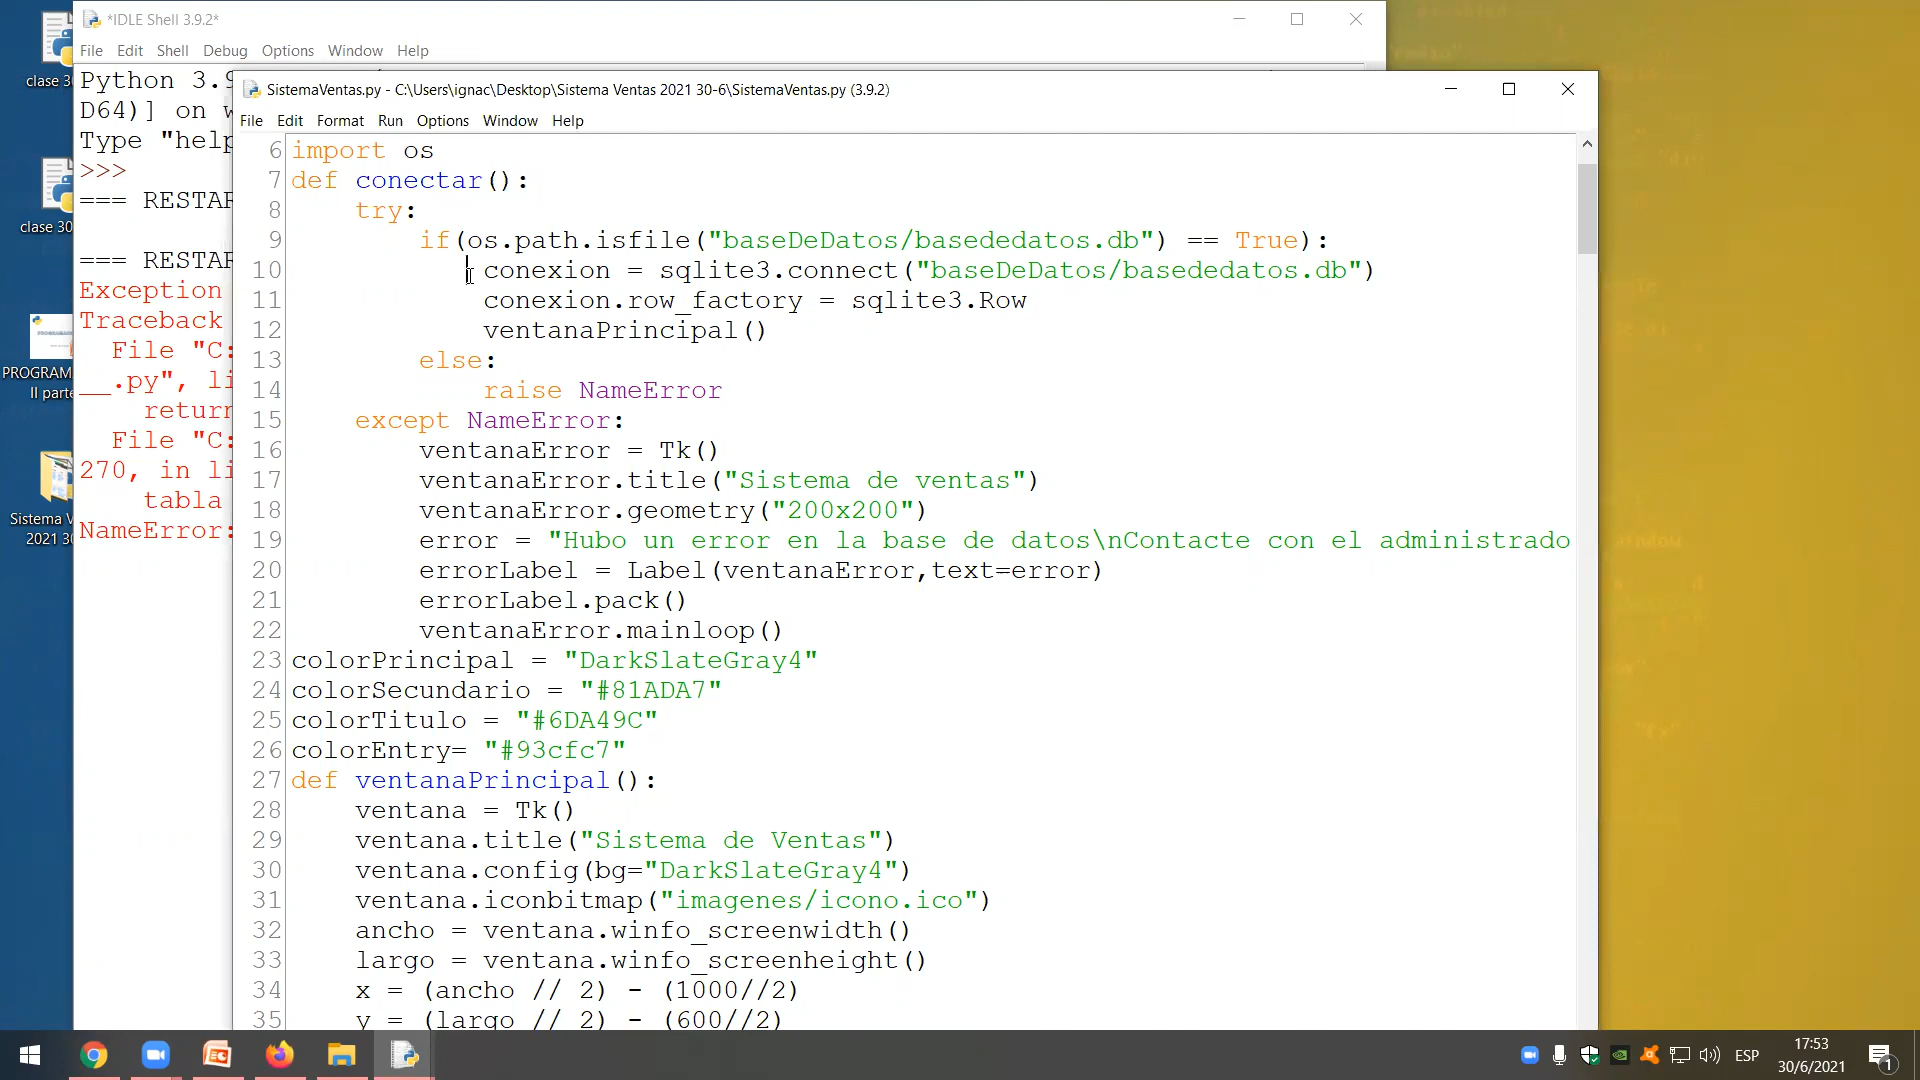 *IDLE Shell 3.9.2*
File Edit Shell Debug Options Window Help
Python 3.9
D64)] on w
Type "help
>>>
=== RESTAR
=== RESTAR
Exception
Traceback
File "C:
__.py", li
return
File "C:
270, in li
tabla
NameError:
clase 30
clase 30
PROGRAM
II parte
Sistema V
2021 30
SistemaVentas.py - C:\Users\ignac\Desktop\Sistema Ventas 2021 30-6\SistemaVentas.py (3.9.2)
File Edit Format Run Options Window Help
6 import os
7 def conectar():
8     try:
9         if(os.path.isfile("baseDeDatos/basededatos.db") == True):
10             conexion = sqlite3.connect("baseDeDatos/basededatos.db")
11             conexion.row_factory = sqlite3.Row
12             ventanaPrincipal()
13         else:
14             raise NameError
15     except NameError:
16         ventanaError = Tk()
17         ventanaError.title("Sistema de ventas")
18         ventanaError.geometry("200x200")
19         error = "Hubo un error en la base de datos\nContacte con el administrado
20         errorLabel = Label(ventanaError,text=error)
21         errorLabel.pack()
22         ventanaError.mainloop()
23 colorPrincipal = "DarkSlateGray4"
24 colorSecundario = "#81ADA7"
25 colorTitulo = "#6DA49C"
26 colorEntry= "#93cfc7"
27 def ventanaPrincipal():
28     ventana = Tk()
29     ventana.title("Sistema de Ventas")
30     ventana.config(bg="DarkSlateGray4")
31     ventana.iconbitmap("imagenes/icono.ico")
32     ancho = ventana.winfo_screenwidth()
33     largo = ventana.winfo_screenheight()
34     x = (ancho // 2) - (1000//2)
35     y = (largo // 2) - (600//2)
ESP
17:53
30/6/2021
1